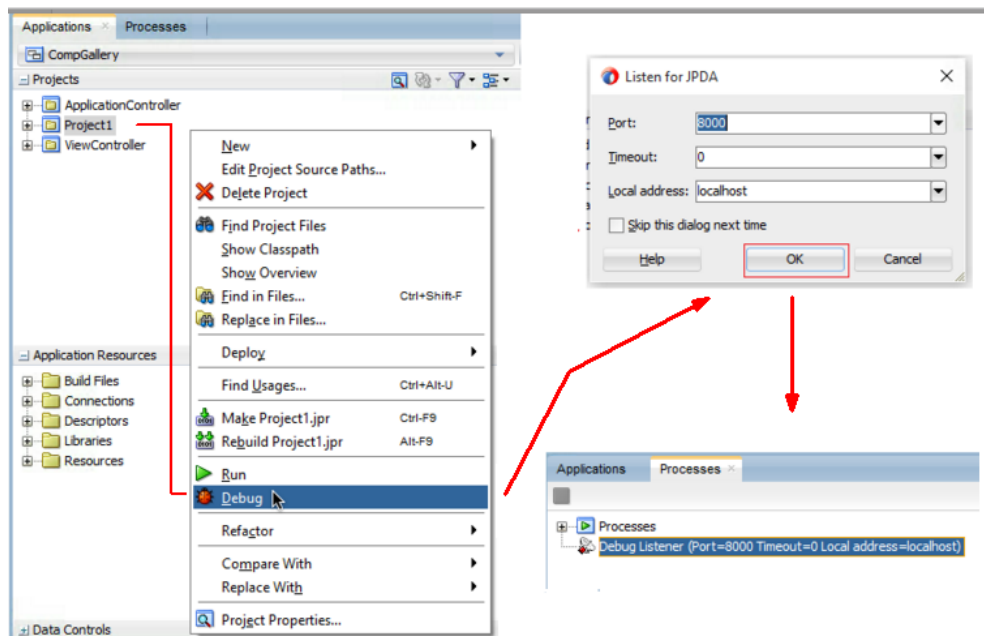 Applications Processes
CompGallery
Projects
ApplicationController
Project1
ViewController
New
Edit Project Source Paths...
Delete Project
Find Project Files
Show Classpath
Show Overview
Find in Files... Ctrl+Shift-F
Replace in Files...
Deploy
Find Usages... Ctrl+Alt-U
Make Project1.jpr Ctrl-F9
Rebuild Project1.jpr Alt-F9
Run
Debug
Refactor
Compare With
Replace With
Project Properties...
Application Resources
Build Files
Connections
Descriptors
Libraries
Resources
Data Controls
Listen for JPDA
Port: 8000
Timeout: 0
Local address: localhost
Skip this dialog next time
Help OK Cancel
Applications Processes
Processes
Debug Listener (Port=8000 Timeout=0 Local address=localhost)